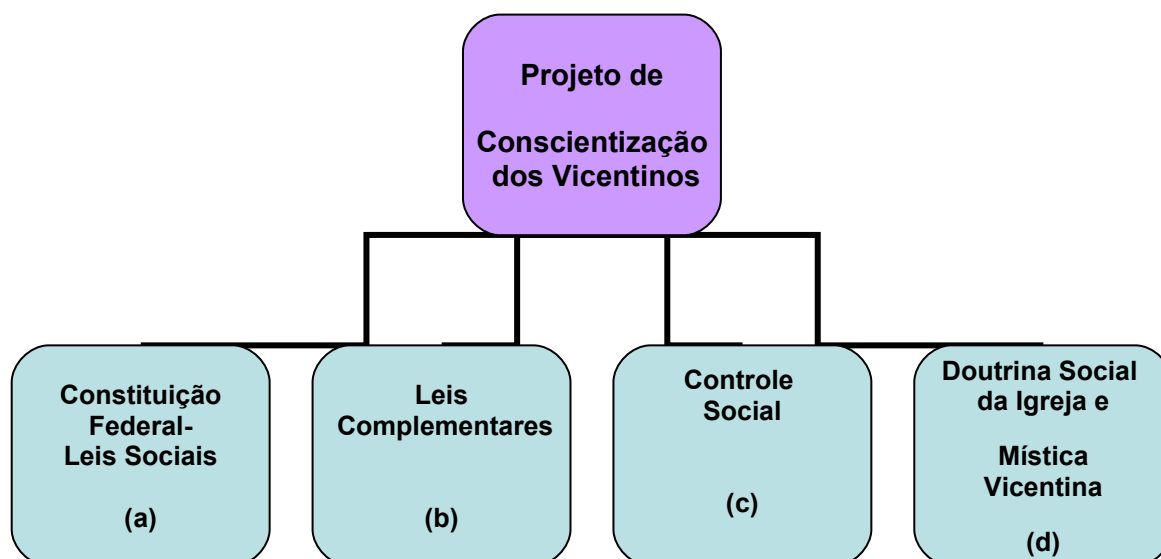 Projeto de
Conscientização
dos Vicentinos
Constituição
Federal-
Leis Sociais
(a)
Leis
Complementares
(b)
Controle
Social
(c)
Doutrina Social
da Igreja e
Mística
Vicentina
(d)